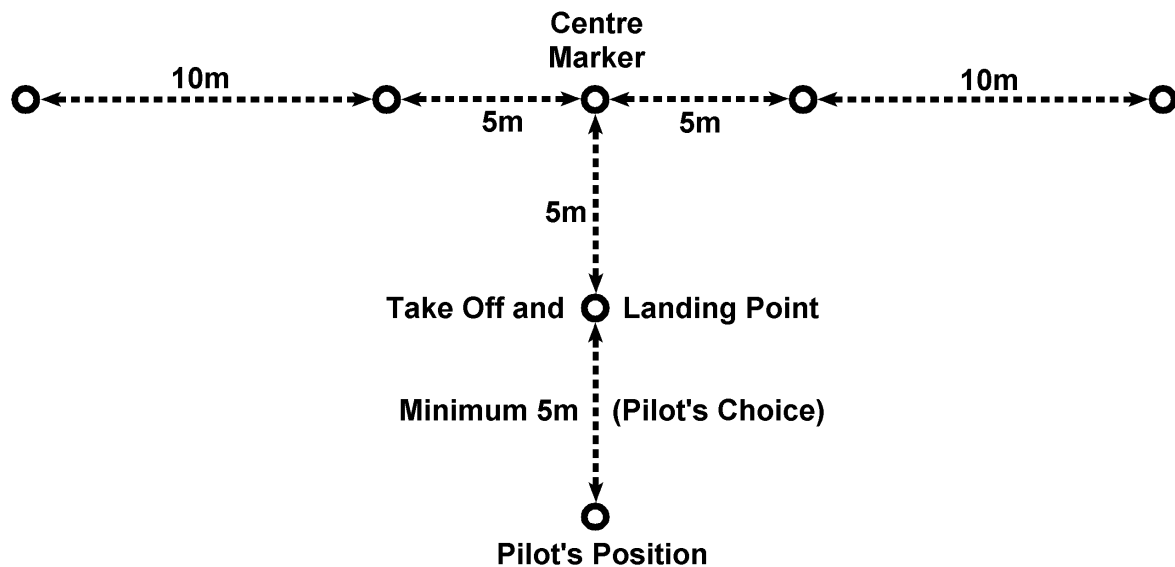 Centre
Marker
10m
10m
5m
5m
5m
Take Off and Landing Point
Minimum 5m (Pilot's Choice)
Pilot's Position